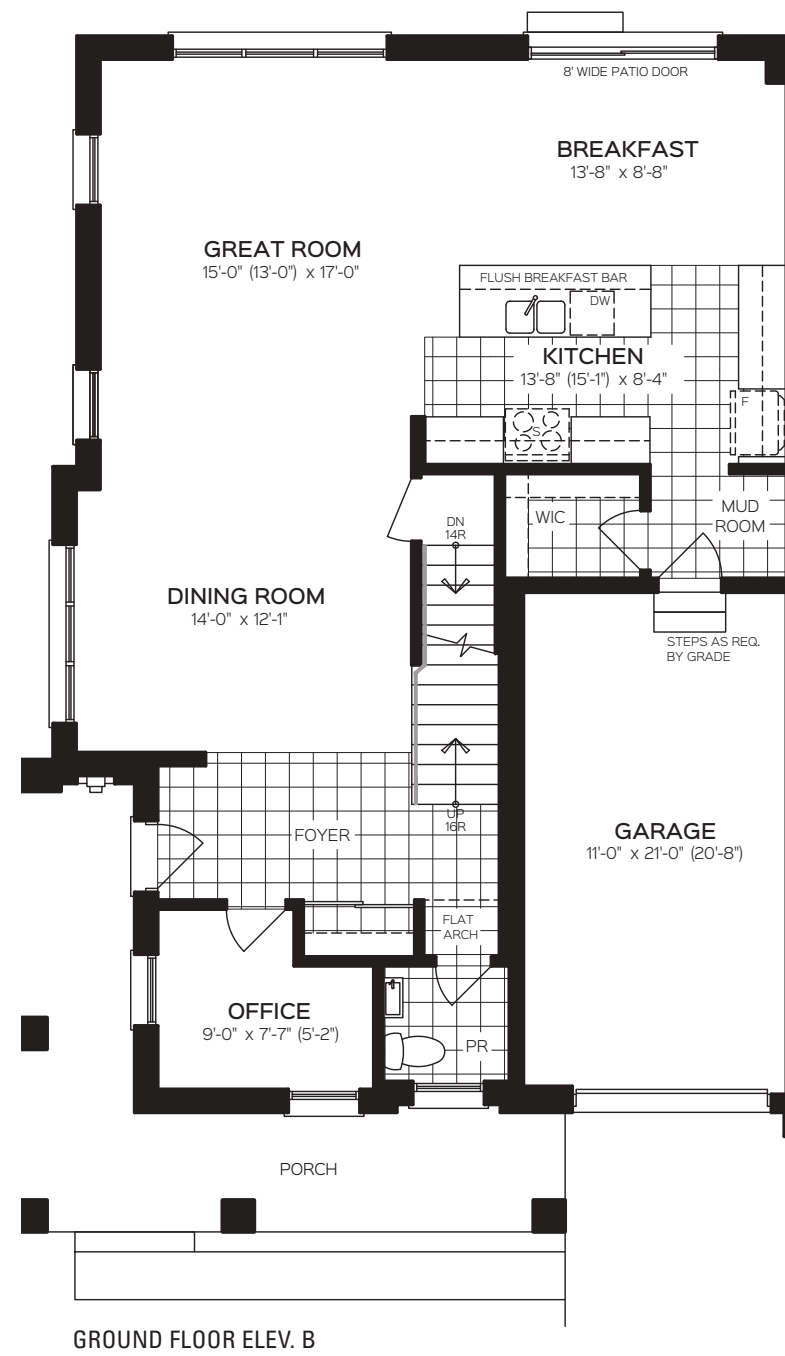 8' WIDE PATIO DOOR
BREAKFAST
13'-8" x 8'-8"
GREAT ROOM
15'-0" (13'-0") x 17'-0"
FLUSH BREAKFAST BAR
DW
KITCHEN
13'-8" (15'-1") x 8'-4"
F
S
WIC
MUD
ROOM
DN
14R
DINING ROOM
14'-0" x 12'-1"
STEPS AS REQ.
BY GRADE
UP
16R
FOYER
GARAGE
11'-0" x 21'-0" (20'-8")
FLAT
ARCH
OFFICE
9'-0" x 7'-7" (5'-2")
PR
PORCH
GROUND FLOOR ELEV. B